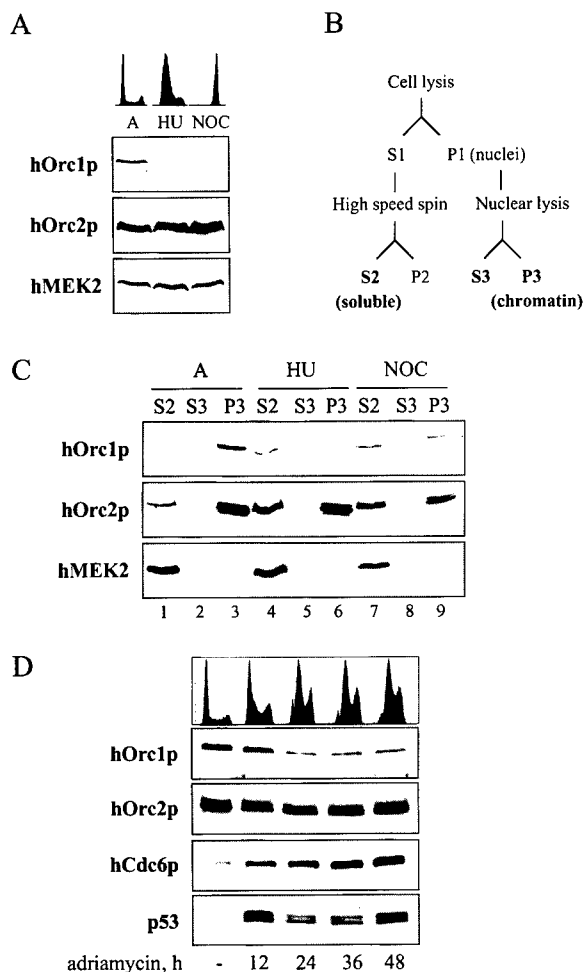 A
A HU NOC
hOrc1p
hOrc2p
hMEK2
B
Cell lysis
S1 P1 (nuclei)
High speed spin Nuclear lysis
S2 P2 S3 P3
(soluble) (chromatin)
C
A HU NOC
S2 S3 P3 S2 S3 P3 S2 S3 P3
hOrc1p
hOrc2p
hMEK2
1 2 3 4 5 6 7 8 9
D
hOrc1p
hOrc2p
hCdc6p
p53
adriamycin, h - 12 24 36 48